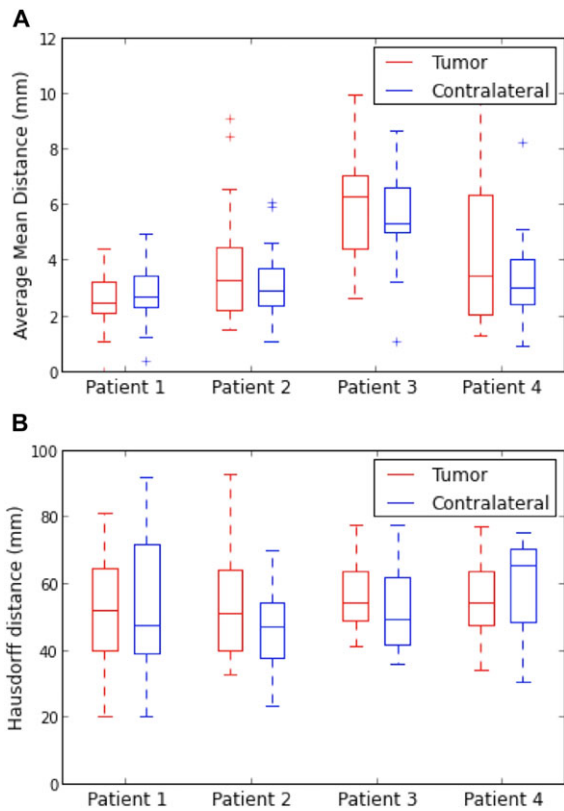 A
12
10
8
6
4
2
0
Average Mean Distance (mm)
Tumor
Contralateral
Patient 1 Patient 2 Patient 3 Patient 4
B
100
80
60
40
20
0
Hausdorff distance (mm)
Tumor
Contralateral
Patient 1 Patient 2 Patient 3 Patient 4